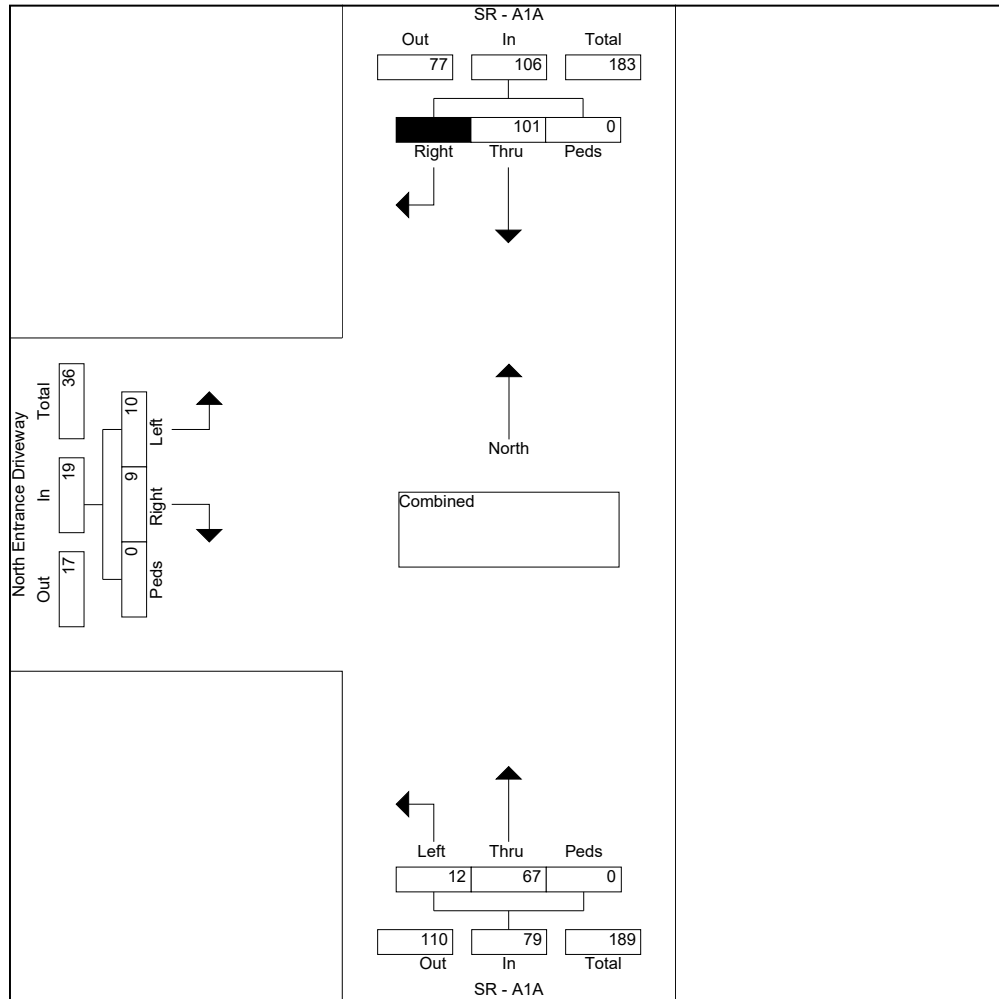 SR - A1A
Out In Total
77 106 183
101 0
Right Thru Peds
North Entrance Driveway
Total In Out
36 19 17
10 9 0
Left Right Peds
North
Combined
Left Thru Peds
12 67 0
110 79 189
Out In Total
SR - A1A